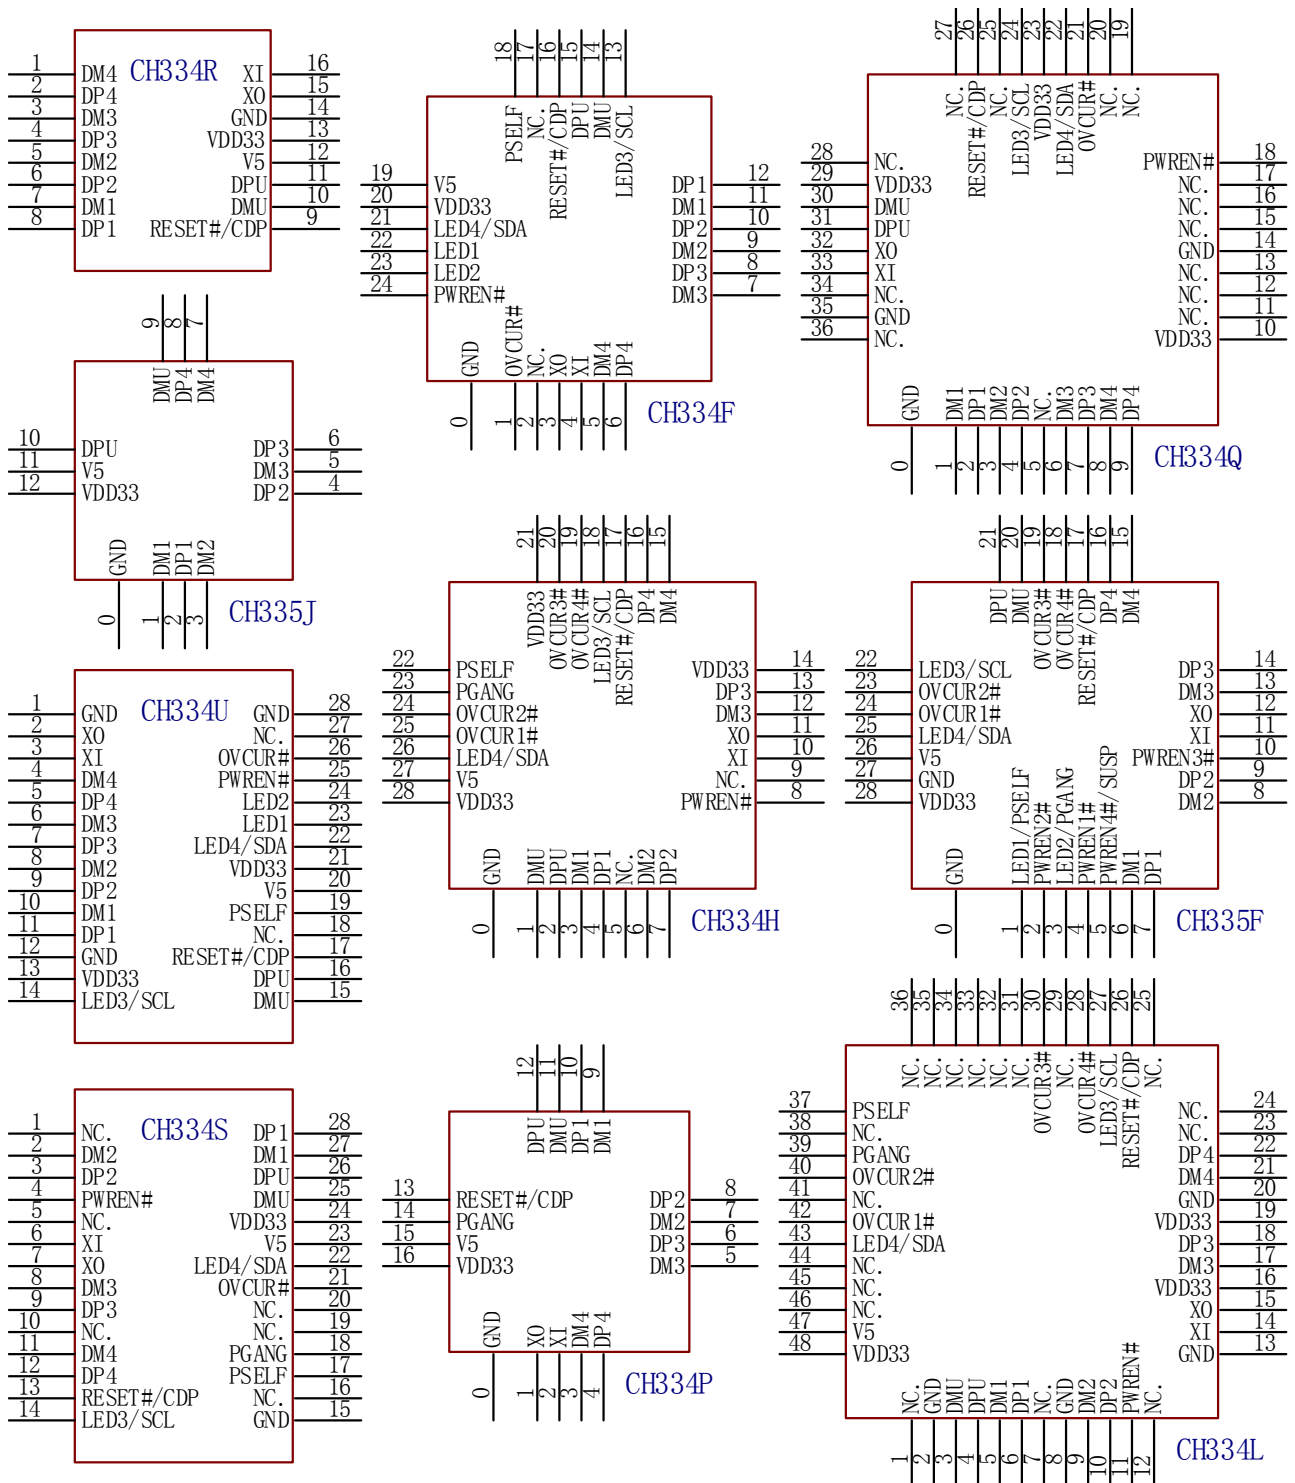 CH334R
1 DM4 XI 16
2 DP4 XO 15
3 DM3 GND 14
4 DP3 VDD33 13
5 DM2 V5 12
6 DP2 DPU 11
7 DM1 DMU 10
8 DP1 RESET#/CDP 9
18 17 16 15 14 13
PSELF NC. RESET#/CDP DPU DMU LED3/SCL
19 V5 DP1 12
20 VDD33 DM1 11
21 LED4/SDA DP2 10
22 LED1 DM2 9
23 LED2 DP3 8
24 PWREN# DM3 7
GND OVCUR# NC. XO XI DM4 DP4
0 1 2 3 4 5 6
CH334F
27 26 25 24 23 22 21 20 19
NC. RESET#/CDP NC. LED3/SCL VDD33 LED4/SDA OVCUR# NC. NC.
28 NC. PWREN# 18
29 VDD33 NC. 17
30 DMU NC. 16
31 DPU NC. 15
32 XO GND 14
33 XI NC. 13
34 NC. NC. 12
35 GND NC. 11
36 NC. VDD33 10
GND DM1 DP1 DM2 DP2 NC. DM3 DP3 DM4 DP4
0 1 2 3 4 5 6 7 8 9
CH334Q
9 8 7
DMU DP4 DM4
10 DPU DP3 6
11 V5 DM3 5
12 VDD33 DP2 4
GND DM1 DP1 DM2
0 1 2 3
CH335J
21 20 19 18 17 16 15
VDD33 OVCUR3# OVCUR4# LED3/SCL RESET#/CDP DP4 DM4
22 PSELF VDD33 14
23 PGANG DP3 13
24 OVCUR2# DM3 12
25 OVCUR1# XO 11
26 LED4/SDA XI 10
27 V5 NC. 9
28 VDD33 PWREN# 8
GND DMU DPU DM1 DP1 NC. DM2 DP2
0 1 2 3 4 5 6 7
CH334H
21 20 19 18 17 16 15
DPU DMU OVCUR3# OVCUR4# RESET#/CDP DP4 DM4
22 LED3/SCL DP3 14
23 OVCUR2# DM3 13
24 OVCUR1# XO 12
25 LED4/SDA XI 11
26 V5 PWREN3# 10
27 GND DP2 9
28 VDD33 DM2 8
GND LED1/PSELF PWREN2# LED2/PGANG PWREN1# PWREN4#/SUSP DM1 DP1
0 1 2 3 4 5 6 7
CH335F
CH334U
1 GND GND 28
2 XO NC. 27
3 XI OVCUR# 26
4 DM4 PWREN# 25
5 DP4 LED2 24
6 DM3 LED1 23
7 DP3 LED4/SDA 22
8 DM2 VDD33 21
9 DP2 V5 20
10 DM1 PSELF 19
11 DP1 NC. 18
12 GND RESET#/CDP 17
13 VDD33 DPU 16
14 LED3/SCL DMU 15
CH334S
1 NC. DP1 28
2 DM2 DM1 27
3 DP2 DPU 26
4 PWREN# DMU 25
5 NC. VDD33 24
6 XI V5 23
7 XO LED4/SDA 22
8 DM3 OVCUR# 21
9 DP3 NC. 20
10 NC. NC. 19
11 DM4 PGANG 18
12 DP4 PSELF 17
13 RESET#/CDP NC. 16
14 LED3/SCL GND 15
12 11 10 9
DPU DMU DP1 DM1
13 RESET#/CDP DP2 8
14 PGANG DM2 7
15 V5 DP3 6
16 VDD33 DM3 5
GND XO XI DM4 DP4
0 1 2 3 4
CH334P
36 35 34 33 32 31 30 29 28 27 26 25
NC. NC. NC. NC. NC. NC. OVCUR3# NC. OVCUR4# LED3/SCL RESET#/CDP NC.
37 PSELF NC. 24
38 NC. NC. 23
39 PGANG DP4 22
40 OVCUR2# DM4 21
41 NC. GND 20
42 OVCUR1# VDD33 19
43 LED4/SDA DP3 18
44 NC. DM3 17
45 NC. VDD33 16
46 NC. XO 15
47 V5 XI 14
48 VDD33 GND 13
NC. GND DMU DPU DM1 DP1 NC. GND DM2 DP2 PWREN# NC.
1 2 3 4 5 6 7 8 9 10 11 12
CH334L